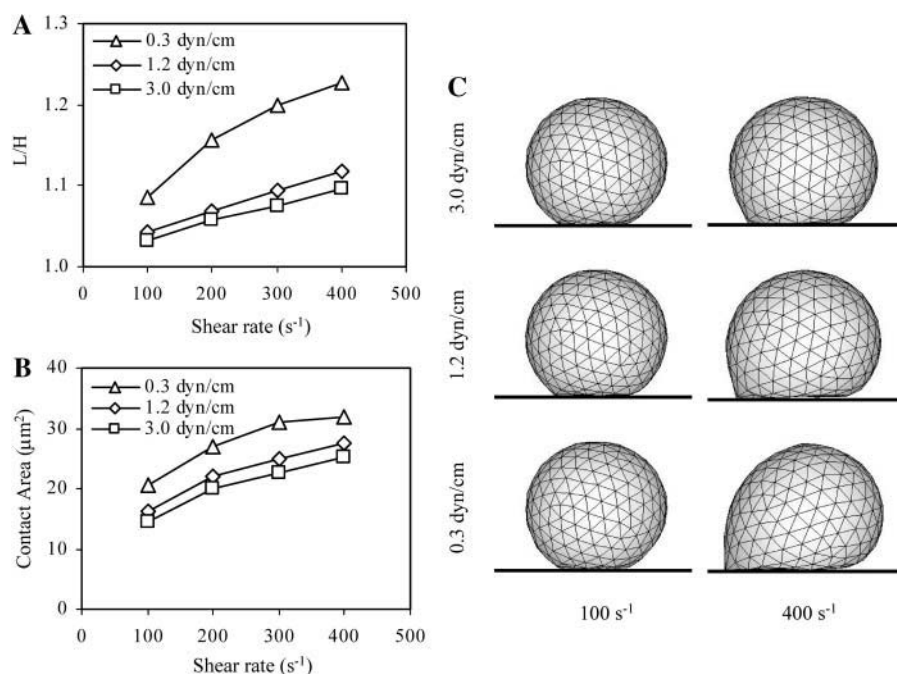 A
1.3
1.2
1.1
1.0
L/H
0.3 dyn/cm
1.2 dyn/cm
3.0 dyn/cm
0 100 200 300 400 500
Shear rate (s⁻¹)
B
40
30
20
10
0
Contact Area (μm²)
0.3 dyn/cm
1.2 dyn/cm
3.0 dyn/cm
0 100 200 300 400 500
Shear rate (s⁻¹)
C
3.0 dyn/cm
1.2 dyn/cm
0.3 dyn/cm
100 s⁻¹ 400 s⁻¹